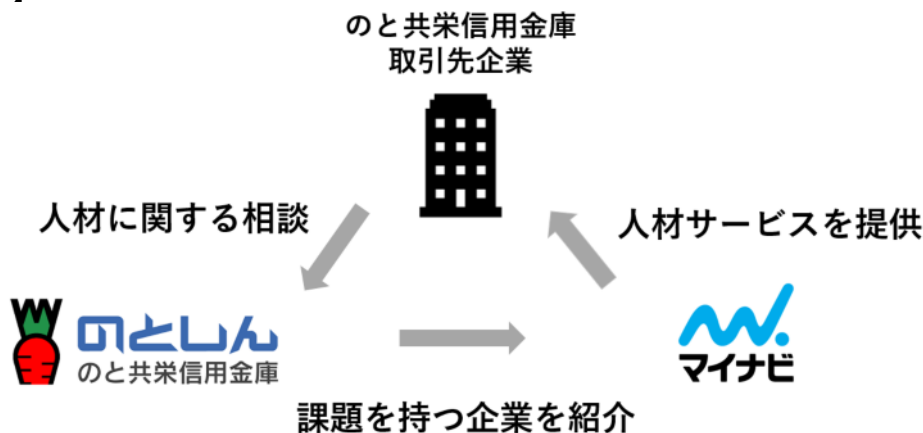 のと共栄信用金庫
取引先企業
人材に関する相談
人材サービスを提供
のとしん
のと共栄信用金庫
マイナビ
課題を持つ企業を紹介